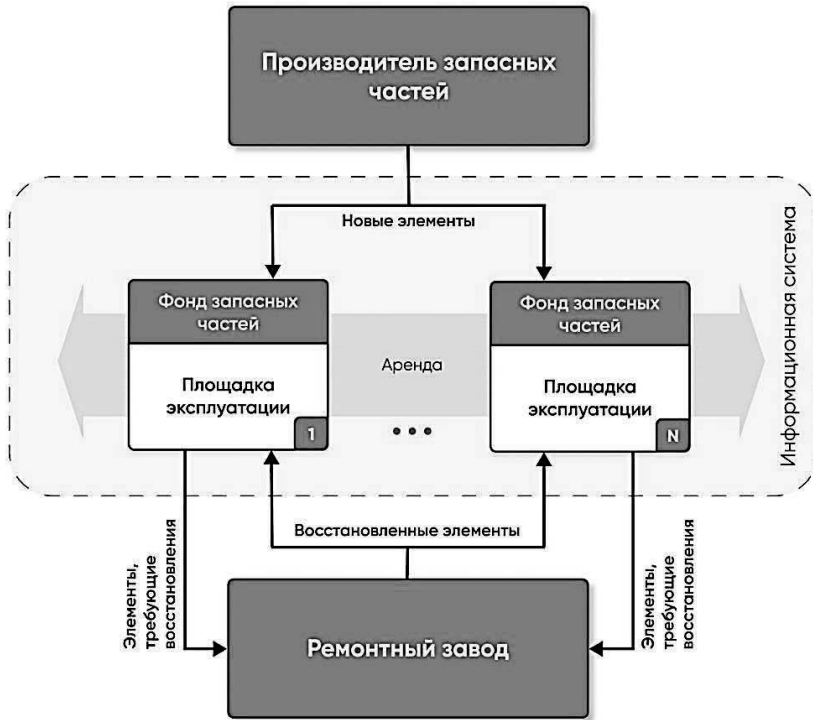 Производитель запасных
частей
Новые элементы
Информационная система
Фонд запасных
частей
Площадка
эксплуатации
1
Аренда
...
Фонд запасных
частей
Площадка
эксплуатации
N
Элементы,
требующие
восстановления
Восстановленные элементы
Элементы,
требующие
восстановления
Ремонтный завод